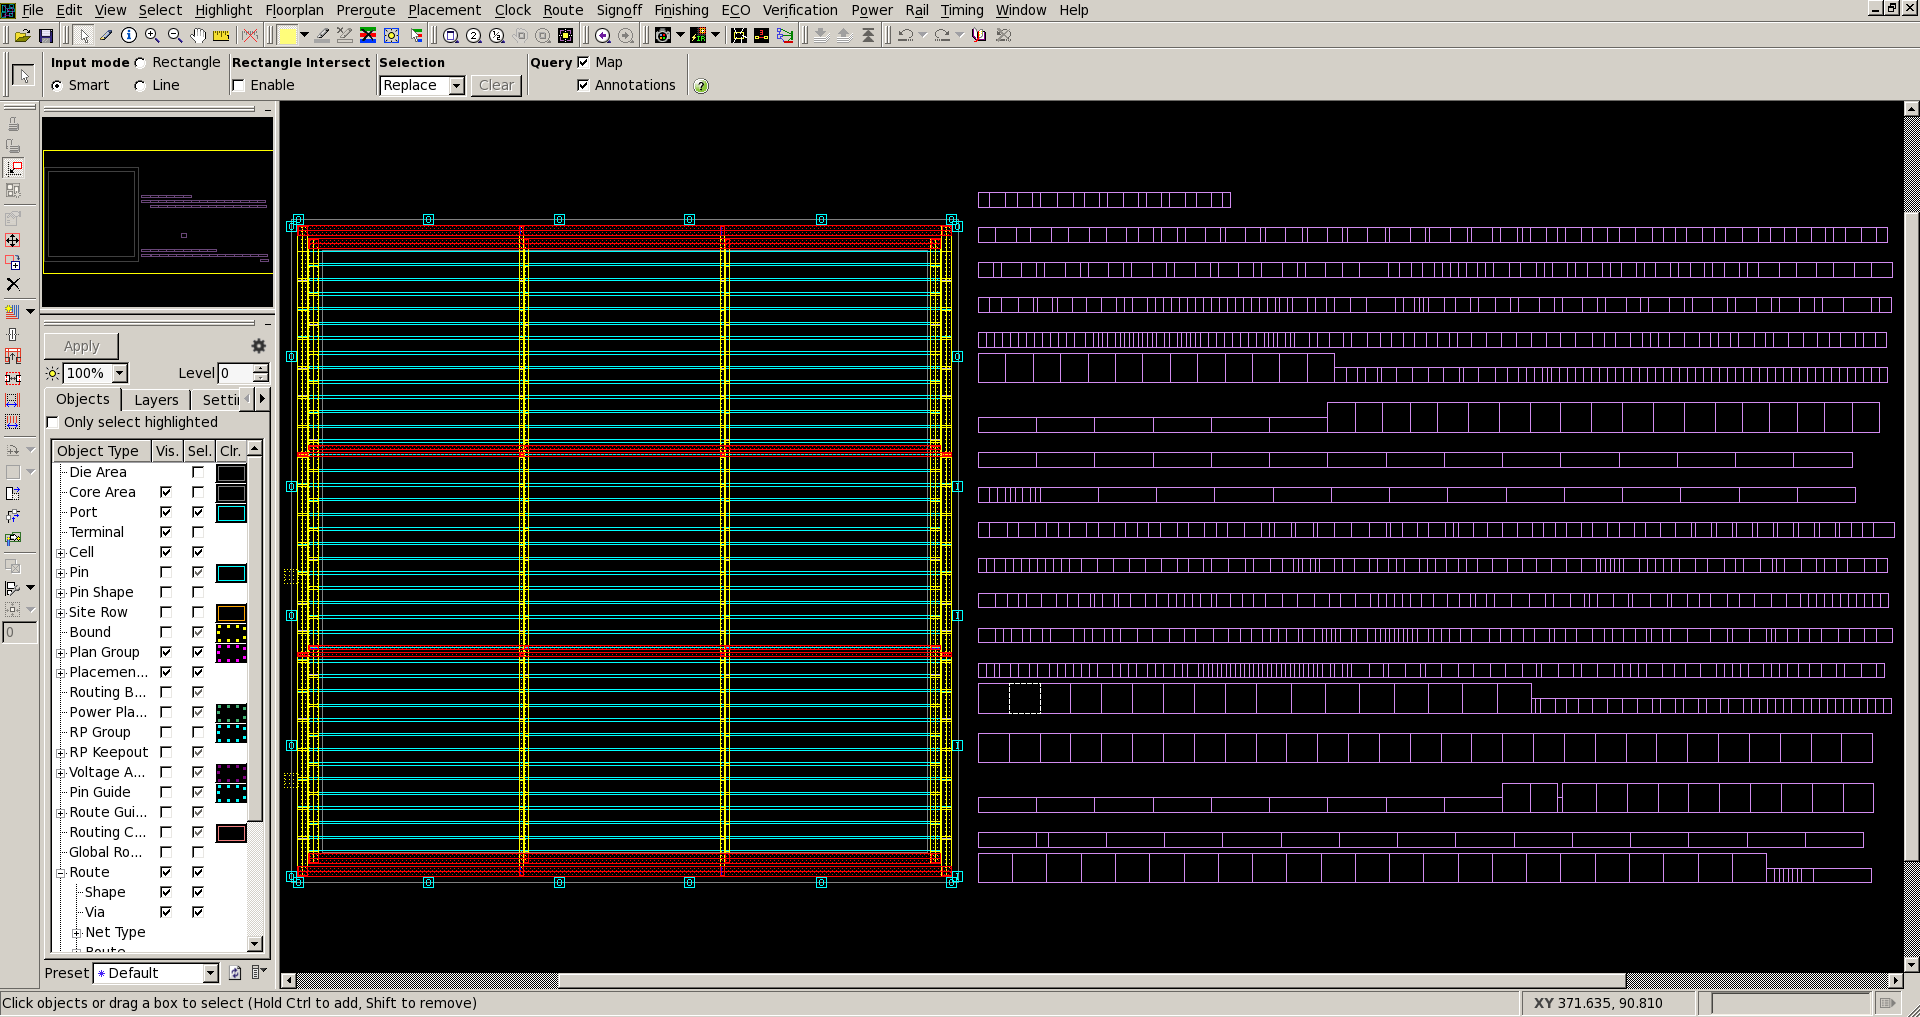 File Edit View Select Highlight Floorplan Preroute Placement Clock Route Signoff Finishing ECO Verification Power Rail Timing Window Help
Input mode Rectangle Rectangle Intersect Selection Query Map
Smart Line Enable Replace Clear Annotations
Apply
100% Level 0
Objects Layers Settin
Only select highlighted
Object Type Vis. Sel. Clr.
Die Area
Core Area
Port
Terminal
Cell
Pin
Pin Shape
Site Row
Bound
Plan Group
Placemen...
Routing B...
Power Pla...
RP Group
RP Keepout
Voltage A...
Pin Guide
Route Gui...
Routing C...
Global Ro...
Route
Shape
Via
Net Type
Route
0
Preset * Default
Click objects or drag a box to select (Hold Ctrl to add, Shift to remove)
XY 371.635, 90.810